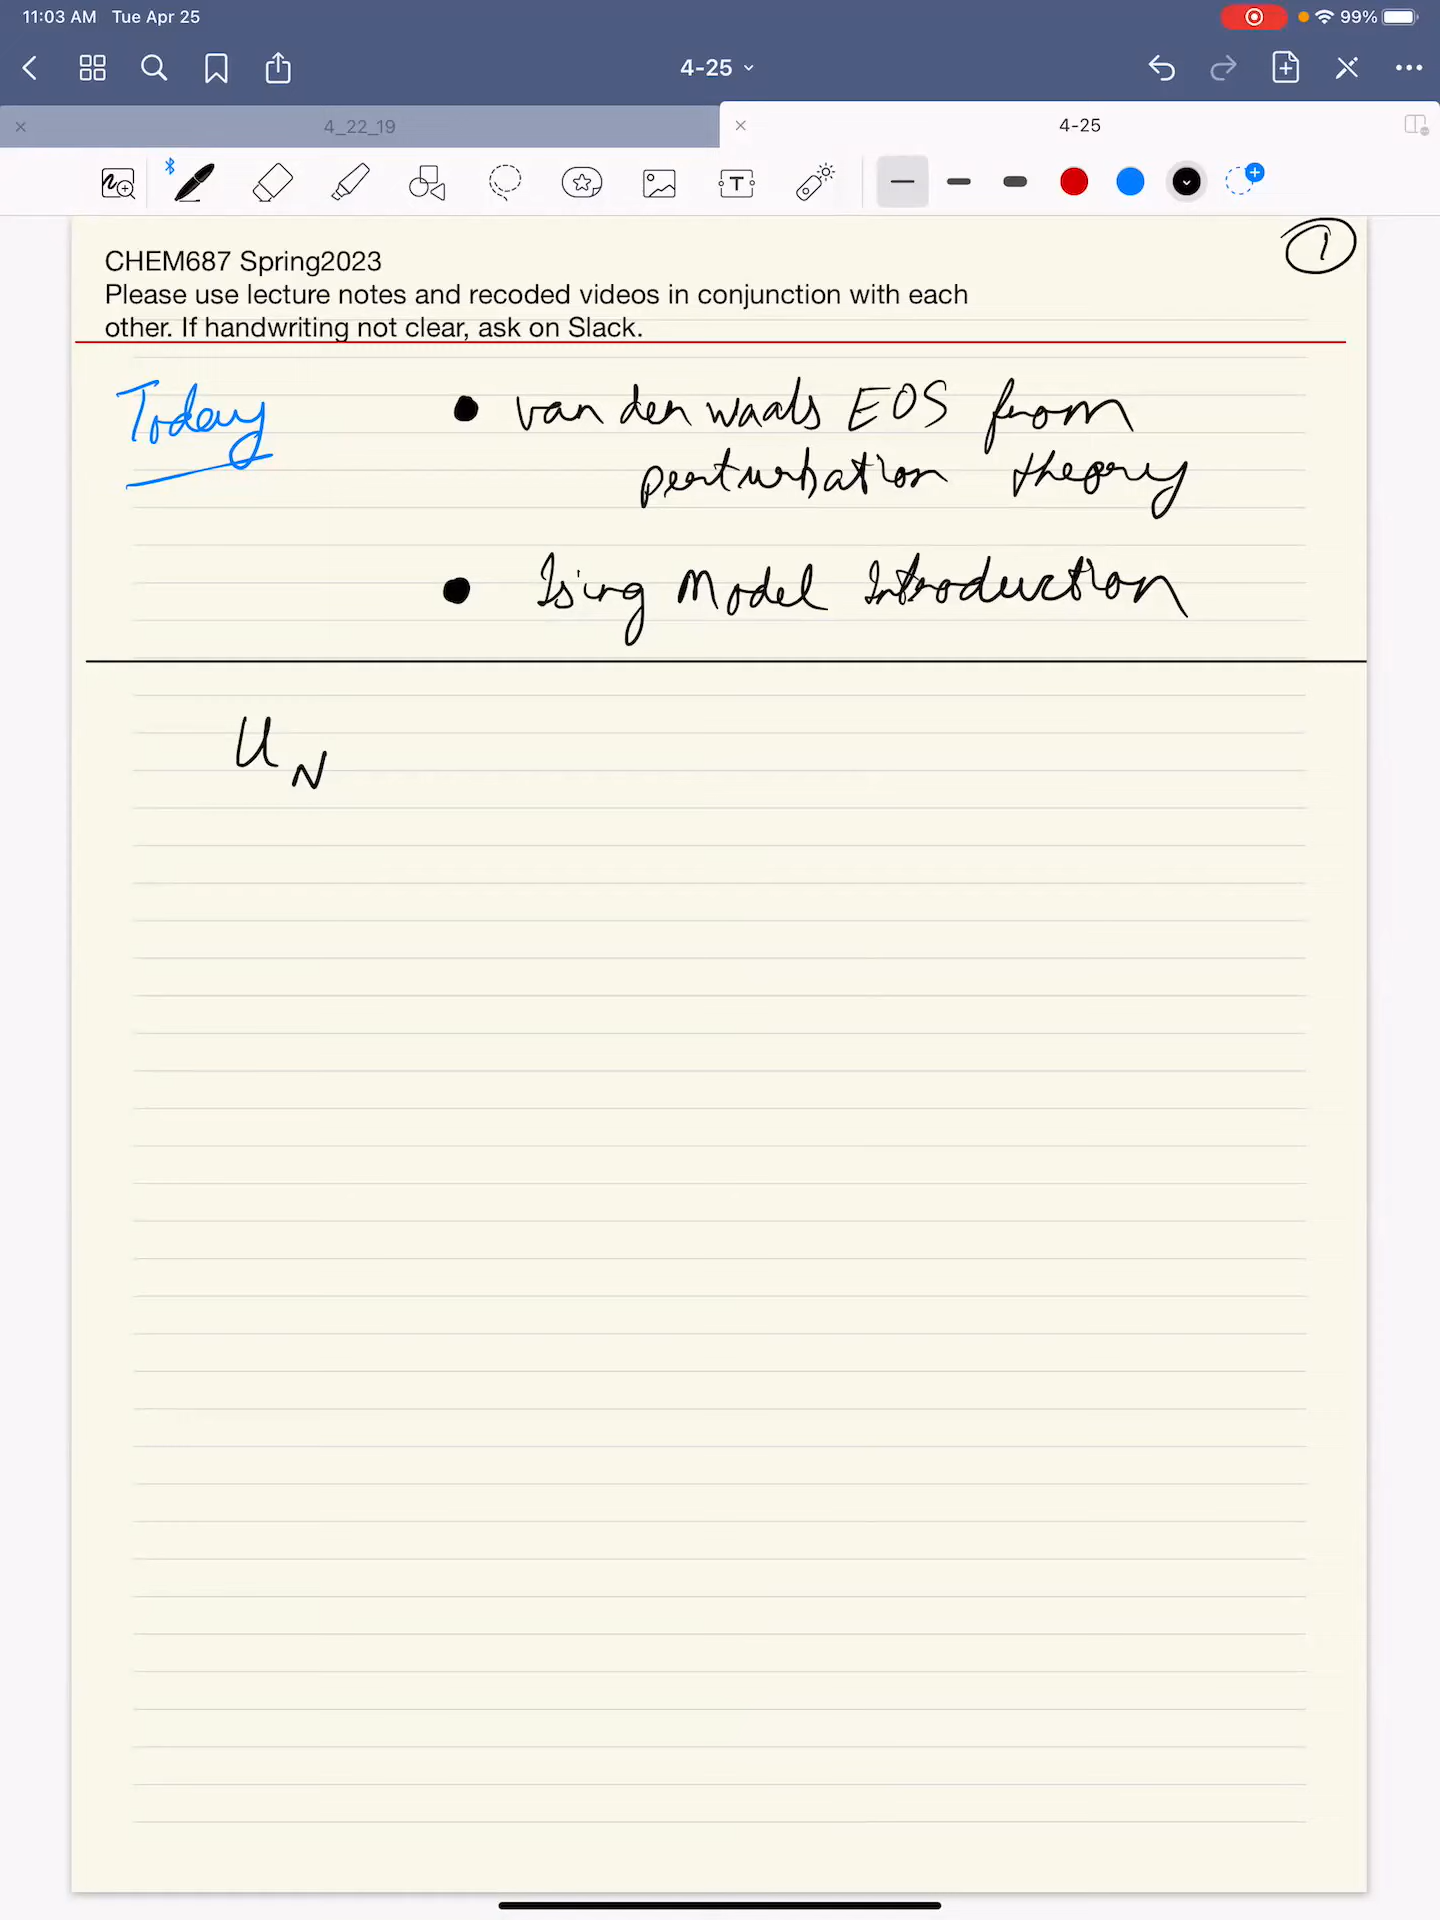 11:03 AM Tue Apr 25
99%
4-25
4_22_19
4-25
CHEM687 Spring2023
1
Please use lecture notes and recoded videos in conjunction with each
other. If handwriting not clear, ask on Slack.
Today
• van der waals EOS from
perturbation theory
• Ising Model Introduction
U_N